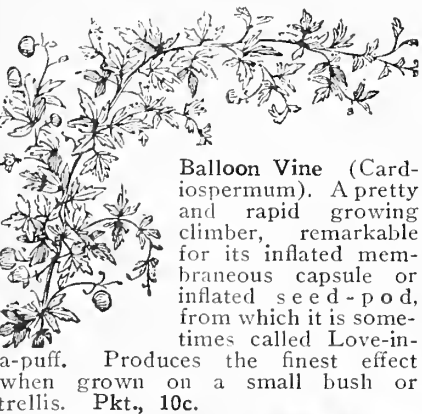 Balloon Vine (Card-
iospermum). A pretty
and rapid growing
climber, remarkable
for its inflated mem-
braneous capsule or
inflated seed-pod,
from which it is some-
times called Love-in-
a-puff. Produces the finest effect
when grown on a small bush or
trellis. Pkt., 10c.